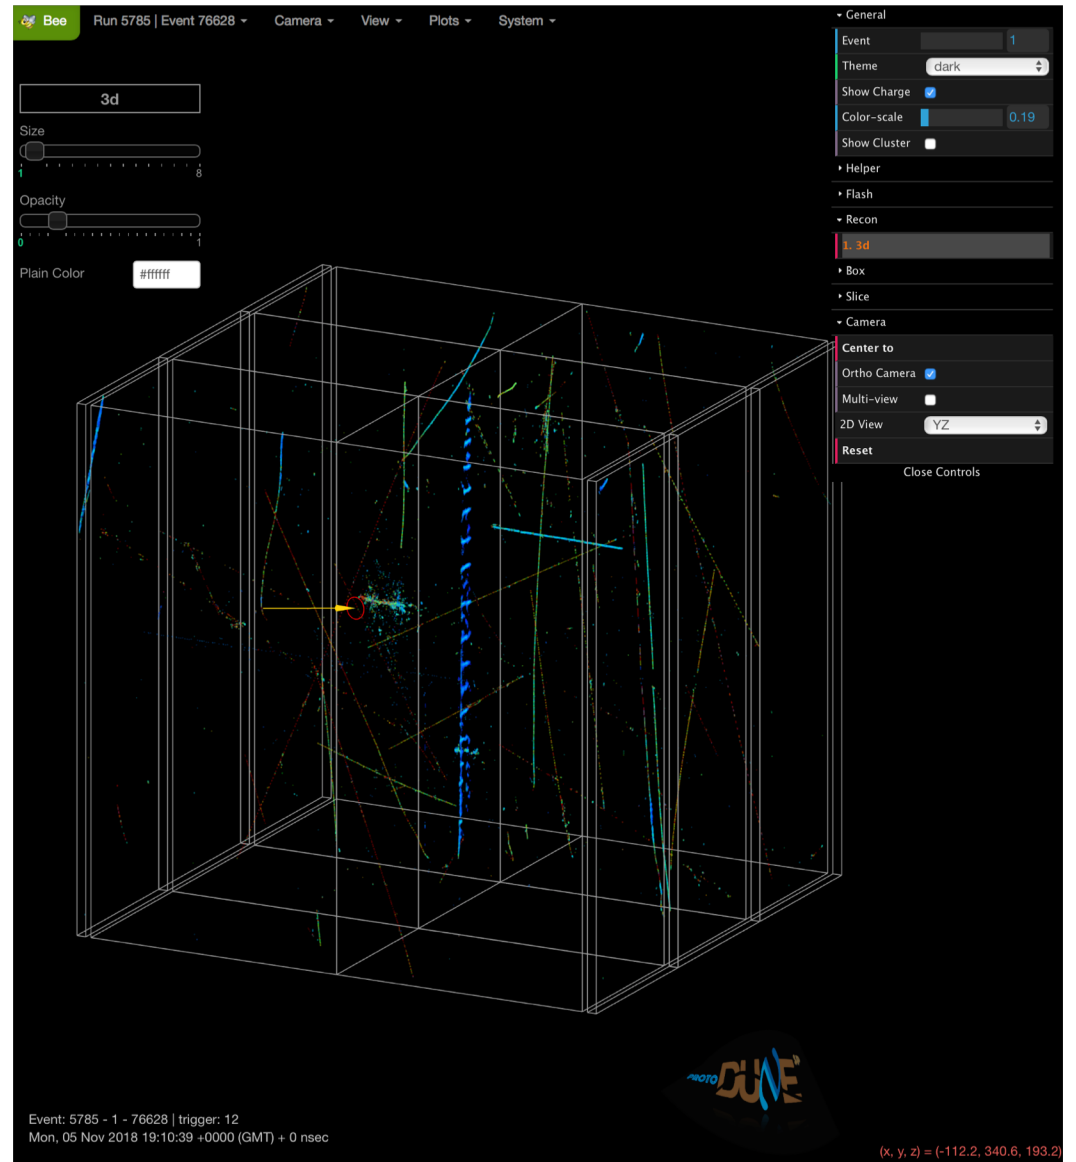 Bee Run 5785 | Event 76628 Camera View Plots System
3d
Size
1 8
Opacity
0 1
Plain Color #ffffff
General
Event 1
Theme dark
Show Charge
Color-scale 0.19
Show Cluster
Helper
Flash
Recon
1. 3d
Box
Slice
Camera
Center to
Ortho Camera
Multi-view
2D View YZ
Reset
Close Controls
PROTO DUNE
Event: 5785 - 1 - 76628 | trigger: 12
Mon, 05 Nov 2018 19:10:39 +0000 (GMT) + 0 nsec
(x, y, z) = (-112.2, 340.6, 193.2)